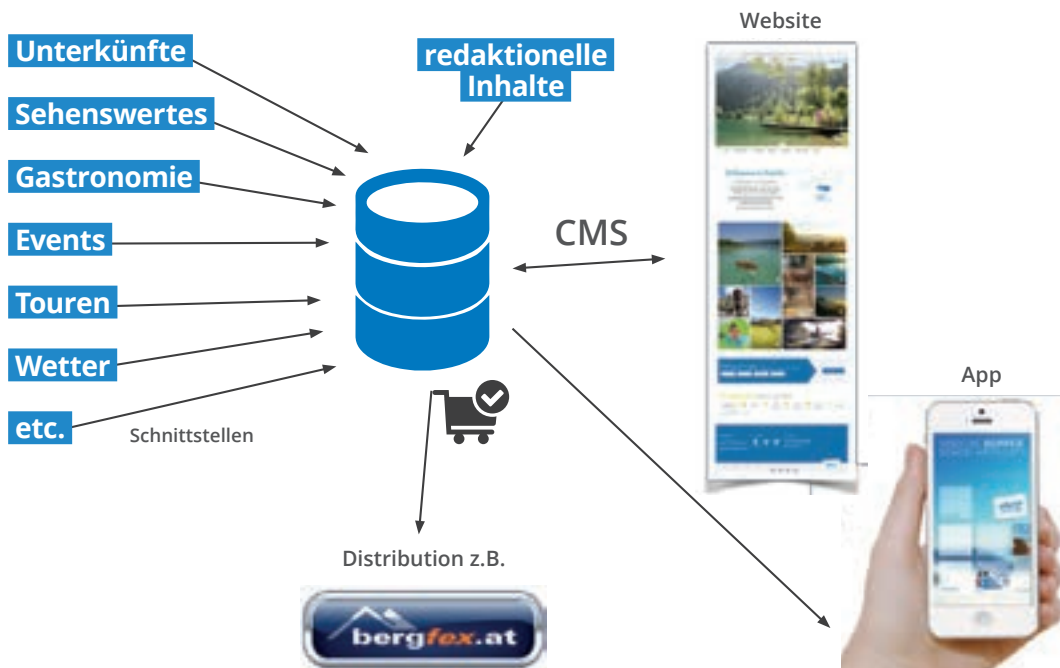 Website
Unterkünfte
redaktionelle
Inhalte
Sehenswertes
Gastronomie
Events
CMS
Touren
Wetter
App
etc.
Schnittstellen
Distribution z.B.
bergfex.at